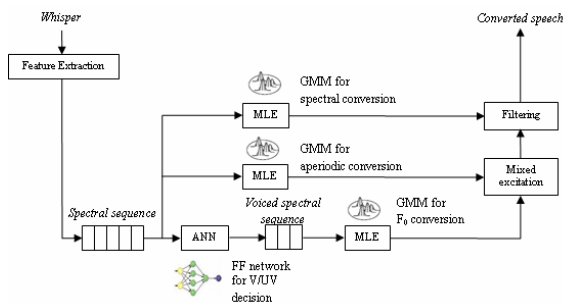 Whisper
Converted speech
Feature Extraction
GMM for
spectral conversion
MLE
Filtering
GMM for
aperiodic conversion
MLE
Mixed
excitation
Spectral sequence
Voiced spectral
sequence
GMM for
F₀ conversion
ANN
MLE
FF network
for V/UV
decision